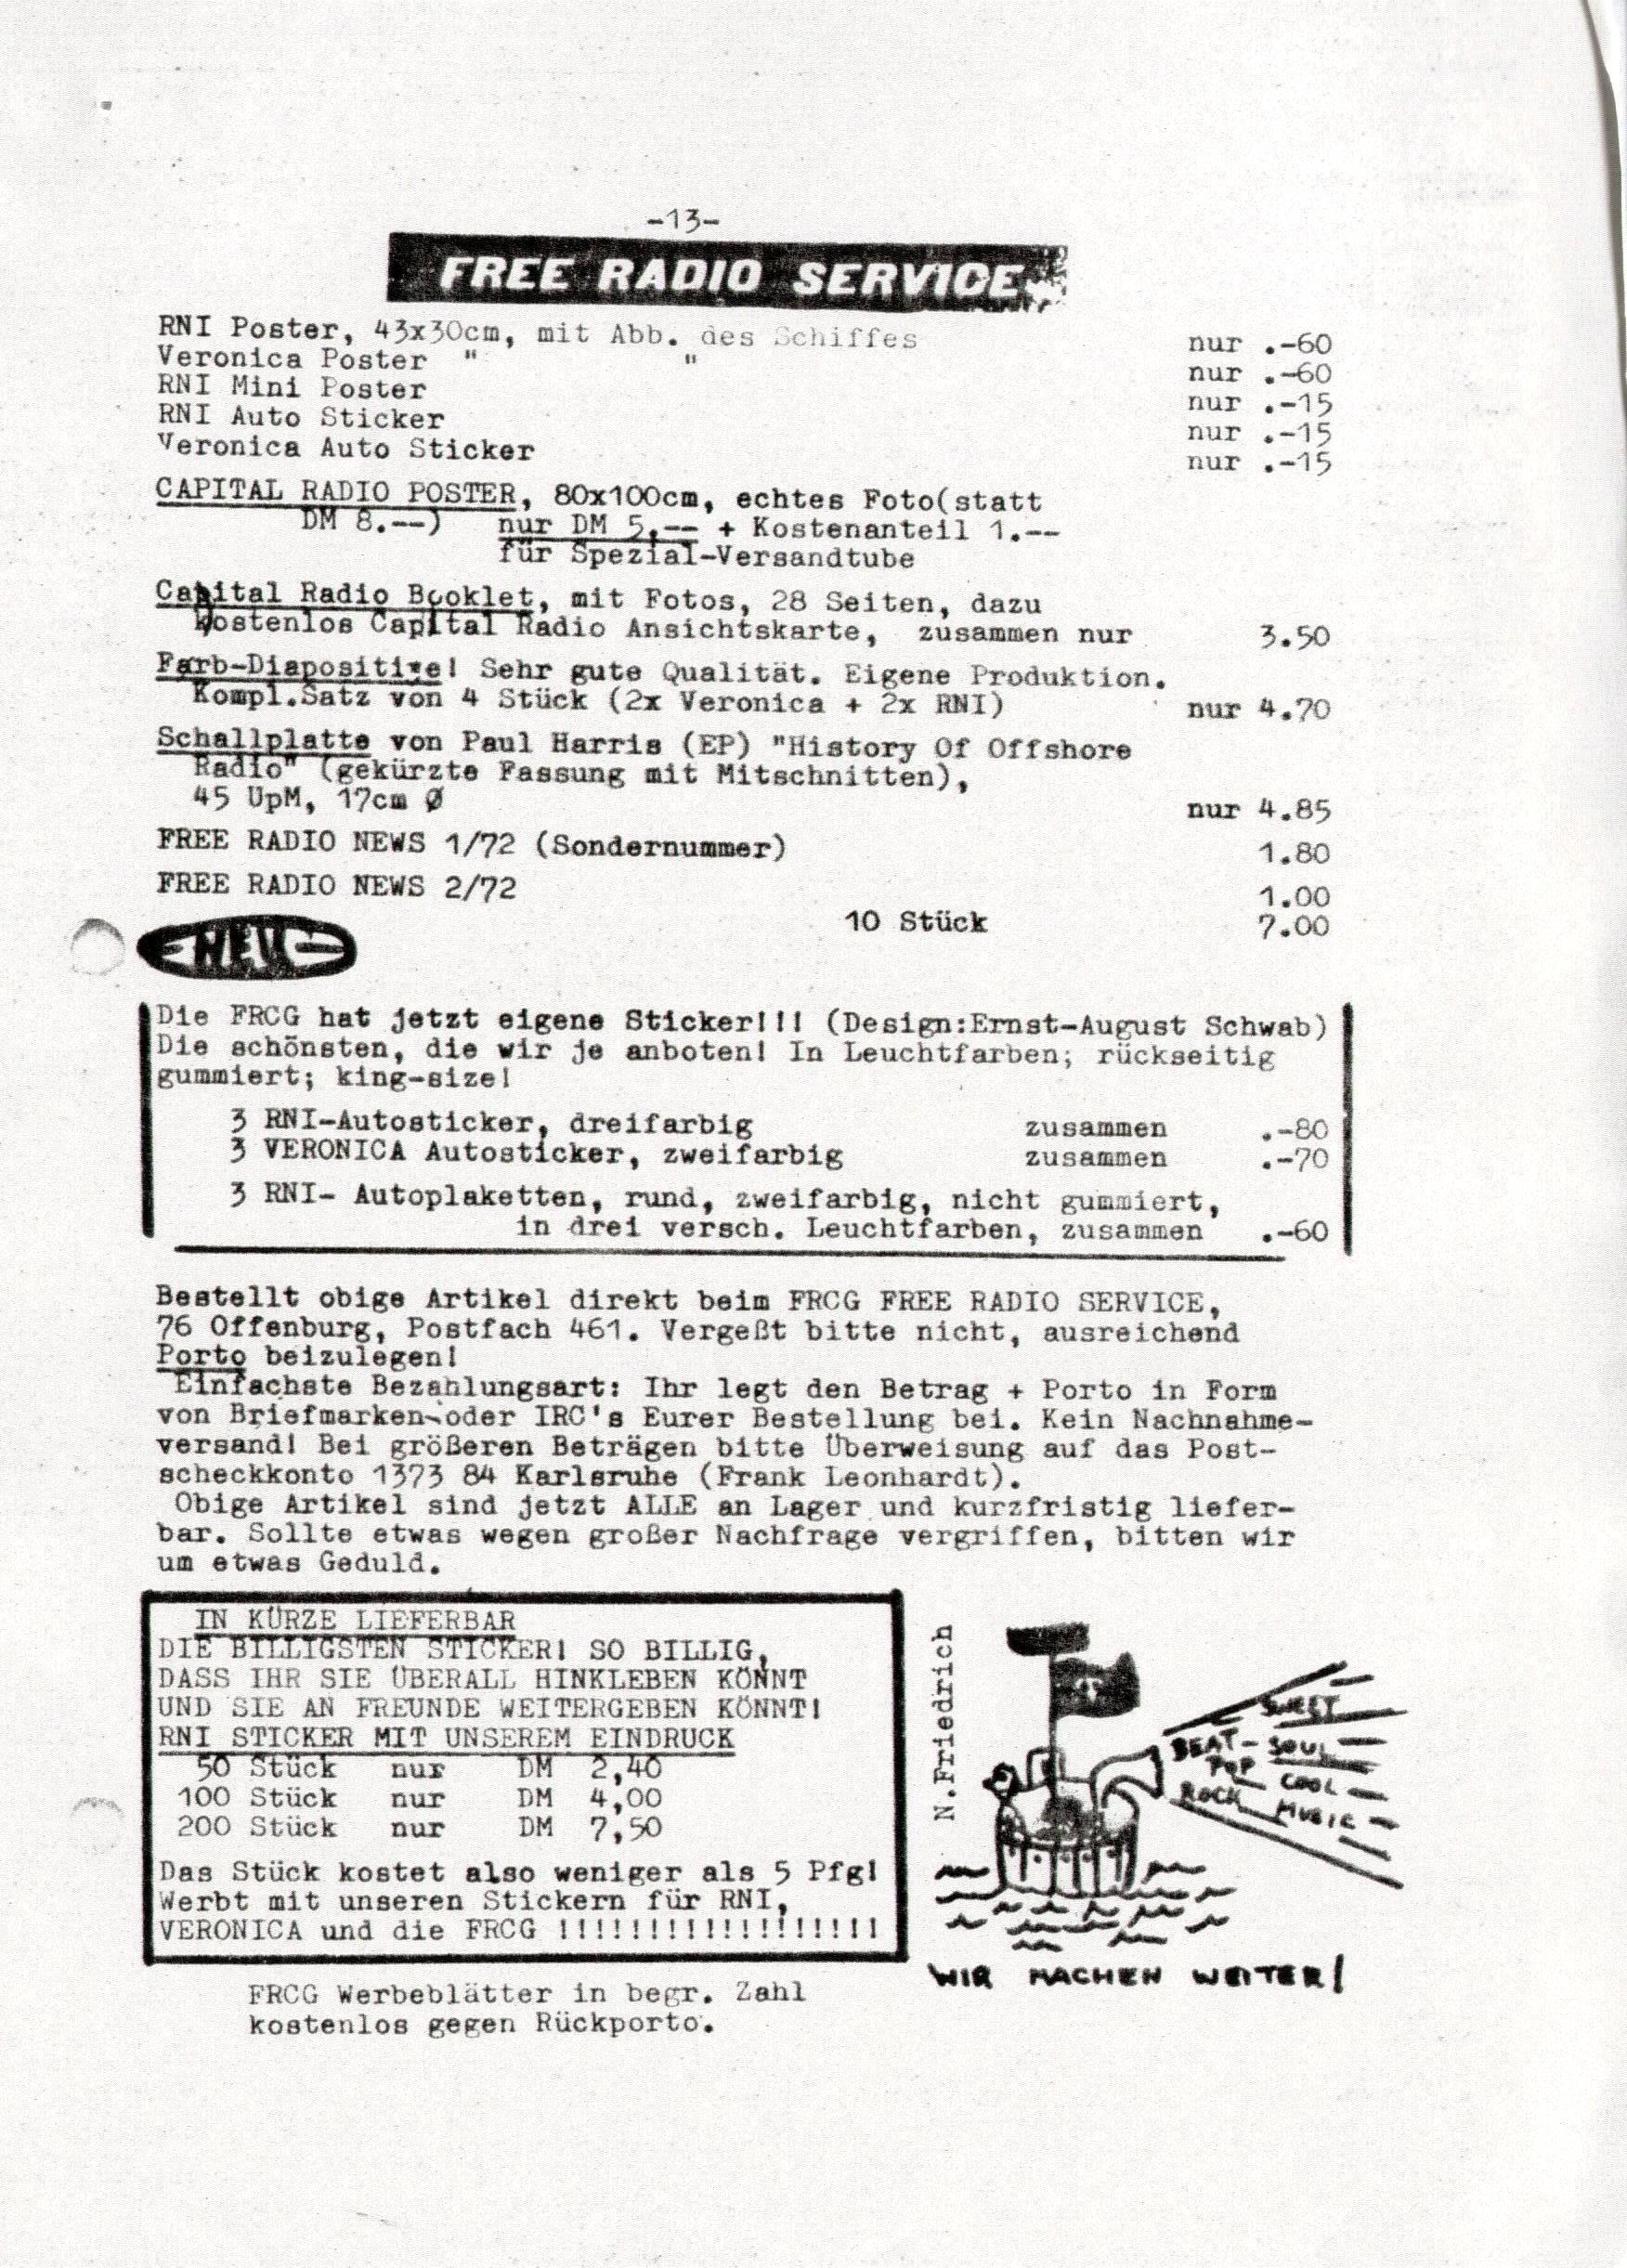 -13-
FREE RADIO SERVICE
RNI Poster, 43x30cm, mit Abb. des Schiffes nur .-60
Veronica Poster " " nur .-60
RNI Mini Poster nur .-15
RNI Auto Sticker nur .-15
Veronica Auto Sticker nur .-15
CAPITAL RADIO POSTER, 80x100cm, echtes Foto(statt
DM 8.--) nur DM 5,-- + Kostenanteil 1.--
für Spezial-Versandtube
Capital Radio Booklet, mit Fotos, 28 Seiten, dazu
kostenlos Capital Radio Ansichtskarte, zusammen nur 3.50
Farb-Diapositive! Sehr gute Qualität. Eigene Produktion.
Kompl.Satz von 4 Stück (2x Veronica + 2x RNI) nur 4.70
Schallplatte von Paul Harris (EP) "History Of Offshore
Radio" (gekürzte Fassung mit Mitschnitten),
45 UpM, 17cm Ø nur 4.85
FREE RADIO NEWS 1/72 (Sondernummer) 1.80
FREE RADIO NEWS 2/72 1.00
10 Stück 7.00
NEU
Die FRCG hat jetzt eigene Sticker!!! (Design:Ernst-August Schwab)
Die schönsten, die wir je anboten! In Leuchtfarben; rückseitig
gummiert; king-size!
3 RNI-Autosticker, dreifarbig zusammen .-80
3 VERONICA Autosticker, zweifarbig zusammen .-70
3 RNI- Autoplaketten, rund, zweifarbig, nicht gummiert,
in drei versch. Leuchtfarben, zusammen .-60
Bestellt obige Artikel direkt beim FRCG FREE RADIO SERVICE,
76 Offenburg, Postfach 461. Vergeßt bitte nicht, ausreichend
Porto beizulegen!
Einfachste Bezahlungsart: Ihr legt den Betrag + Porto in Form
von Briefmarken oder IRC's Eurer Bestellung bei. Kein Nachnahme-
versand! Bei größeren Beträgen bitte Überweisung auf das Post-
scheckkonto 1373 84 Karlsruhe (Frank Leonhardt).
Obige Artikel sind jetzt ALLE an Lager und kurzfristig liefer-
bar. Sollte etwas wegen großer Nachfrage vergriffen, bitten wir
um etwas Geduld.
IN KÜRZE LIEFERBAR
DIE BILLIGSTEN STICKER! SO BILLIG,
DASS IHR SIE ÜBERALL HINKLEBEN KÖNNT
UND SIE AN FREUNDE WEITERGEBEN KÖNNT!
RNI STICKER MIT UNSEREM EINDRUCK
50 Stück nur DM 2,40
100 Stück nur DM 4,00
200 Stück nur DM 7,50
Das Stück kostet also weniger als 5 Pfg!
Werbt mit unseren Stickern für RNI,
VERONICA und die FRCG !!!!!!!!!!!!!!!!!!
N.Friedrich
SWEET
BEAT- SOUL
POP COOL
ROCK MUSIC
WIR MACHEN WEITER!
FRCG Werbeblätter in begr. Zahl
kostenlos gegen Rückporto.